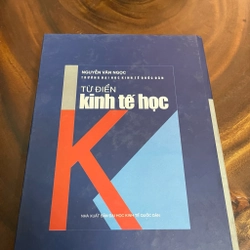 NGUYỄN VĂN NGỌC
TRƯỜNG ĐẠI HỌC KINH TẾ QUỐC DÂN
TỪ ĐIỂN
kinh tế học
K
NHÀ XUẤT BẢN ĐẠI HỌC KINH TẾ QUỐC DÂN